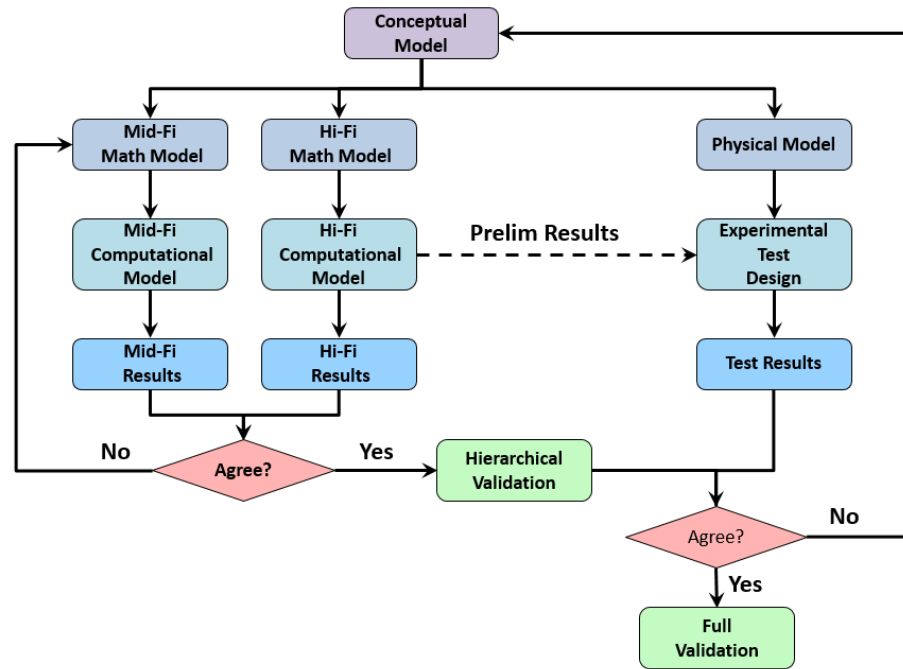 Conceptual
Model
Mid-Fi
Math Model
Hi-Fi
Math Model
Physical Model
Mid-Fi
Computational
Model
Hi-Fi
Computational
Model
Prelim Results
Experimental
Test
Design
Mid-Fi
Results
Hi-Fi
Results
Test Results
No
Agree?
Yes
Hierarchical
Validation
Agree?
No
Yes
Full
Validation